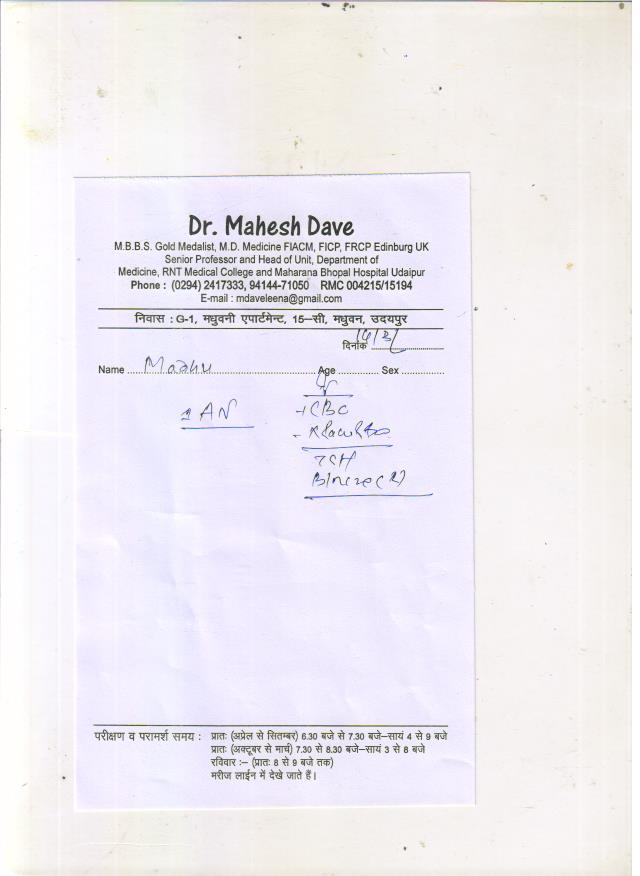 Dr. Mahesh Dave
M.B.B.S. Gold Medalist, M.D. Medicine FIACM, FICP, FRCP Edinburg UK
Senior Professor and Head of Unit, Department of
Medicine, RNT Medical College and Maharana Bhopal Hospital Udaipur
Phone : (0294) 2417333, 94144-71050 RMC 004215/15194
E-mail : mdaveleena@gmail.com
निवास : G-1, मधुवनी एपार्टमेन्ट, 15-सी, मधुवन, उदयपुर
दिनांक
Name Madhu Age Sex
CBC
परीक्षण व परामर्श समय : प्रातः (अप्रेल से सितम्बर) 6.30 बजे से 7.30 बजे-सायं 4 से 9 बजे
प्रातः (अक्टूबर से मार्च) 7.30 से 8.30 बजे-सायं 3 से 8 बजे
रविवार :- (प्रातः 8 से 9 बजे तक)
मरीज लाईन में देखे जाते हैं।